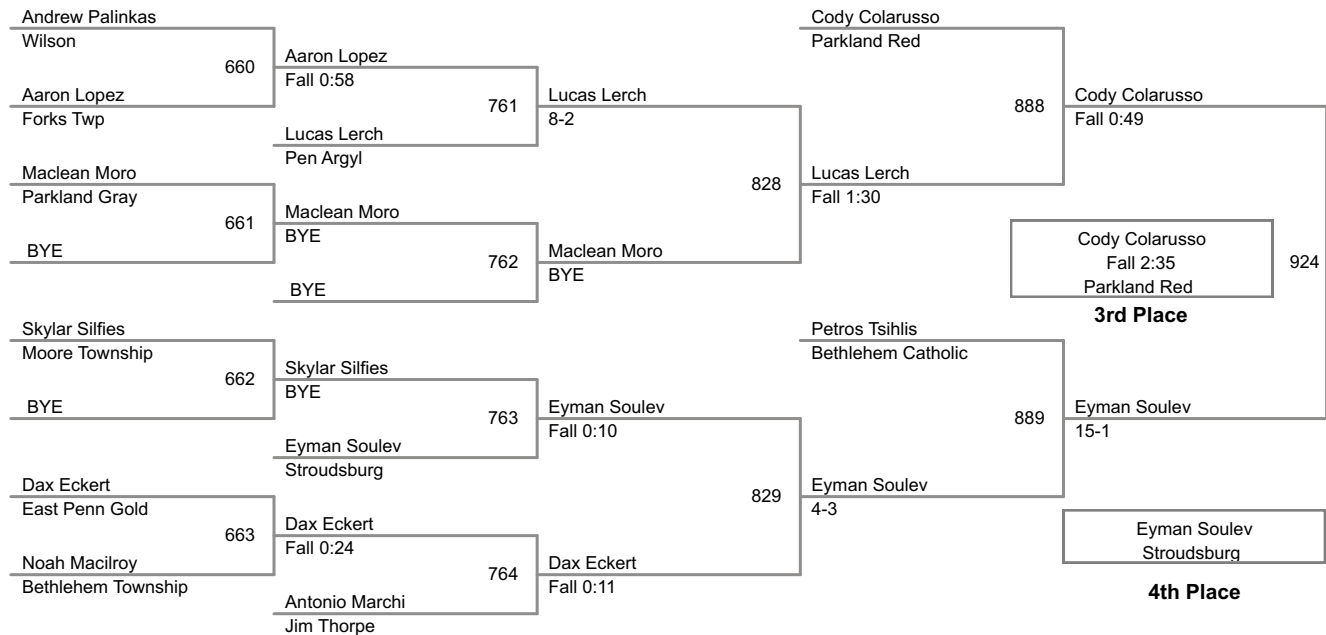 Andrew Palinkas
Wilson
660
Aaron Lopez
Forks Twp
Maclean Moro
Parkland Gray
661
BYE
Skylar Silfies
Moore Township
662
BYE
Dax Eckert
East Penn Gold
663
Noah Macilroy
Bethlehem Township
Aaron Lopez
Fall 0:58
761
Lucas Lerch
Pen Argyl
Maclean Moro
BYE
762
BYE
Skylar Silfies
BYE
763
Eyman Soulev
Stroudsburg
Dax Eckert
Fall 0:24
764
Antonio Marchi
Jim Thorpe
Lucas Lerch
8-2
828
Maclean Moro
BYE
Eyman Soulev
Fall 0:10
829
Dax Eckert
Fall 0:11
Cody Colarusso
Parkland Red
888
Lucas Lerch
Fall 1:30
Petros Tsihlis
Bethlehem Catholic
889
Eyman Soulev
4-3
Cody Colarusso
Fall 0:49
924
Eyman Soulev
15-1
Cody Colarusso
Fall 2:35
Parkland Red
3rd Place
Eyman Soulev
Stroudsburg
4th Place